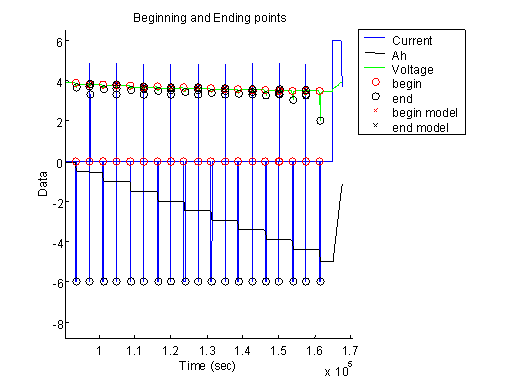 Beginning and Ending points
6
4
2
0
-2
-4
-6
-8
Data
1 1.1 1.2 1.3 1.4 1.5 1.6 1.7
Time (sec)
x 10^5
Current
Ah
Voltage
begin
end
begin model
end model